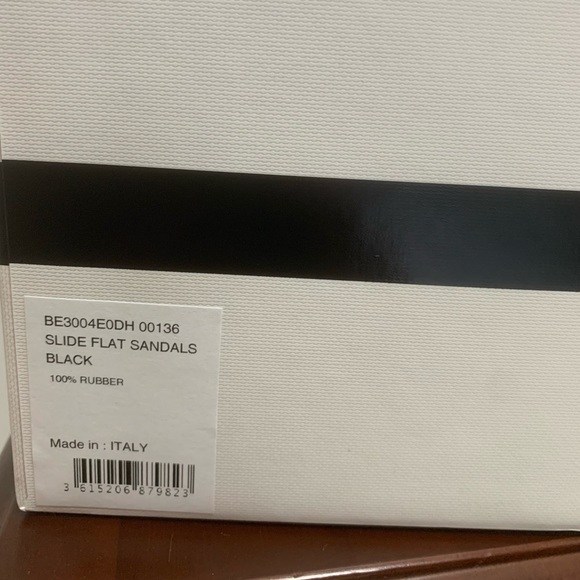 BE3004E0DH 00136
SLIDE FLAT SANDALS
BLACK
100% RUBBER
Made in : ITALY
3 615206 879823